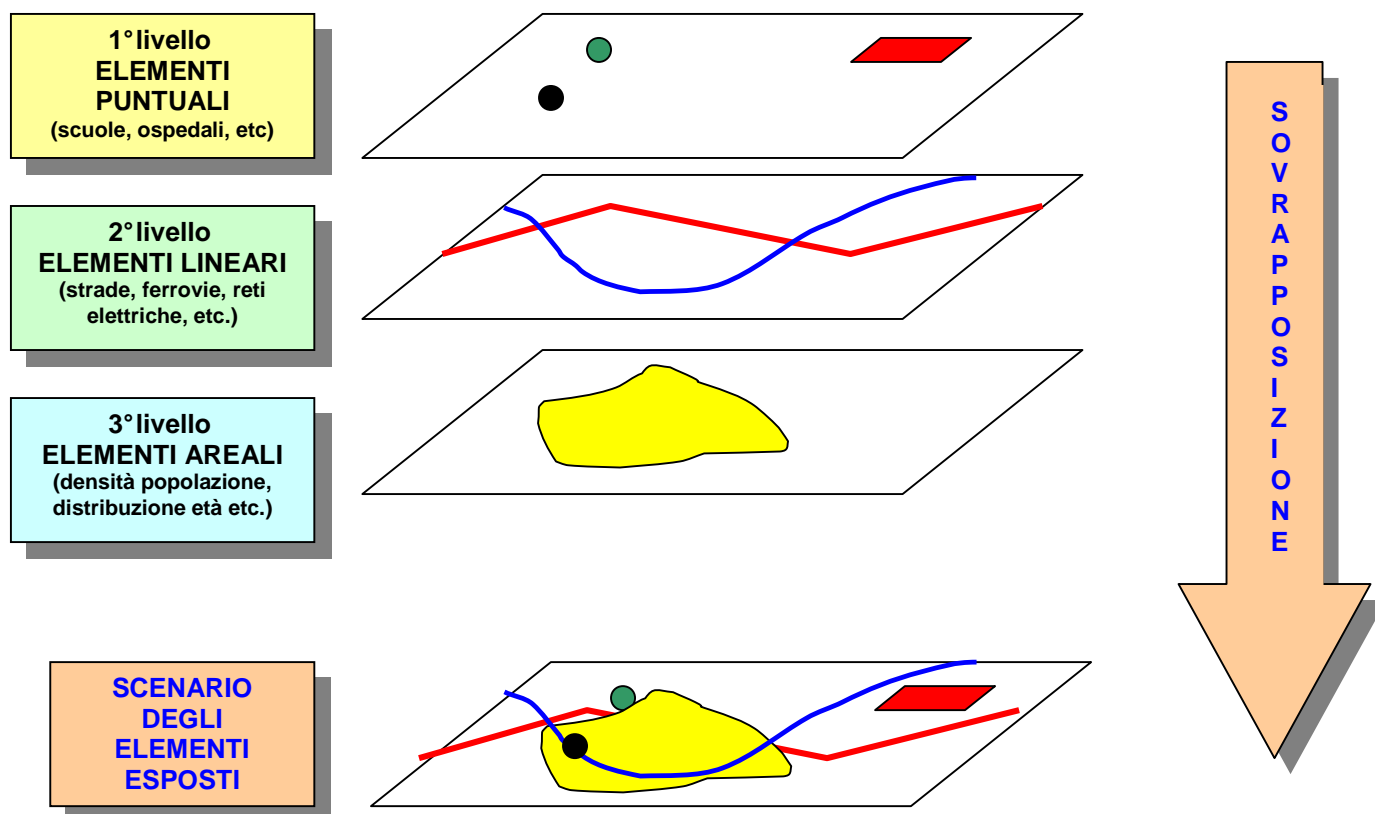 1° livello
ELEMENTI
PUNTUALI
(scuole, ospedali, etc)
2° livello
ELEMENTI LINEARI
(strade, ferrovie, reti
elettriche, etc.)
3° livello
ELEMENTI AREALI
(densità popolazione,
distribuzione età etc.)
SCENARIO
DEGLI
ELEMENTI
ESPOSTI
SOVRAPPOSIZIONE